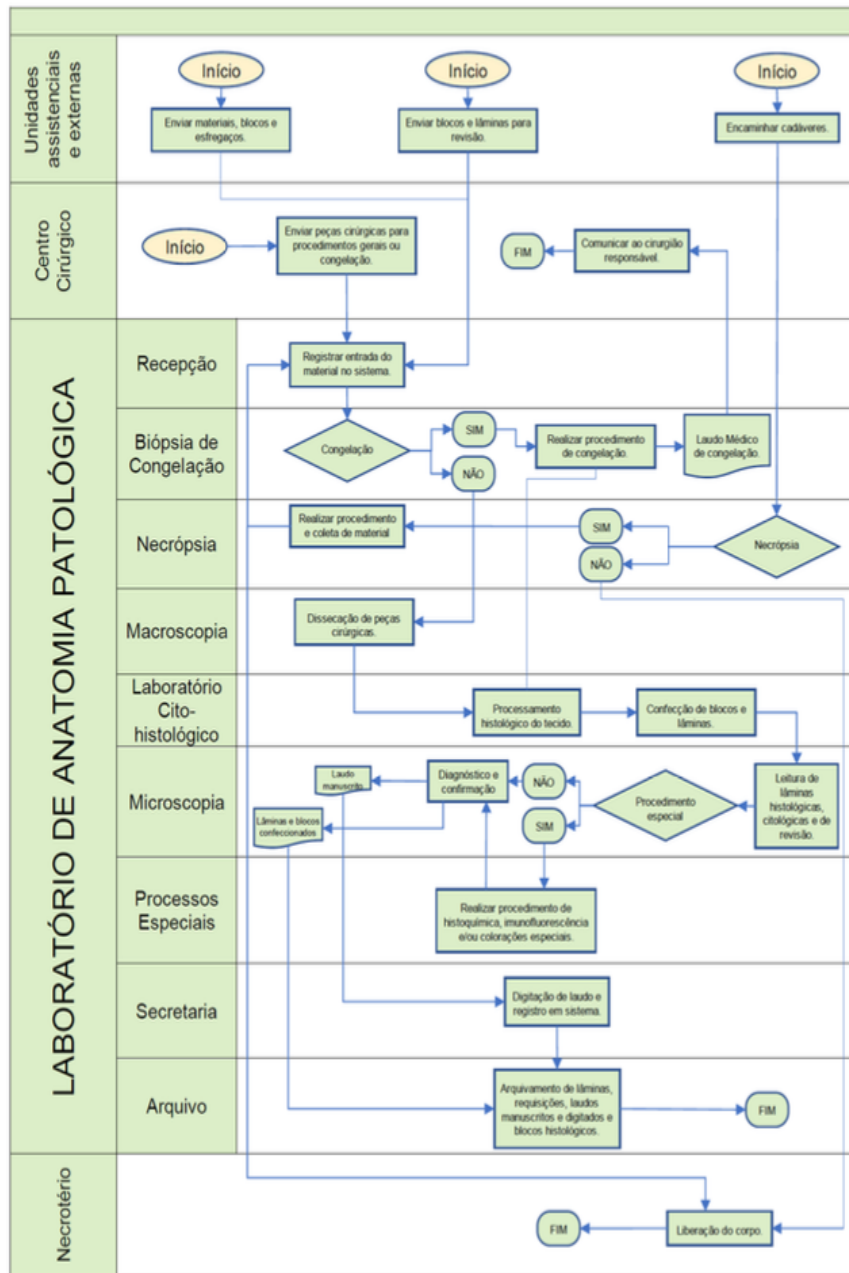 Unidades
assistenciais
e externas
Início
Início
Início
Enviar materiais, blocos e
esfregaços.
Enviar blocos e lâminas para
revisão.
Encaminhar cadáveres.
Centro
Cirúrgico
Início
Enviar peças cirúrgicas para
procedimentos gerais ou
congelação.
FIM
Comunicar ao cirurgião
responsável.
LABORATÓRIO DE ANATOMIA PATOLÓGICA
Recepção
Registrar entrada do
material no sistema.
Biópsia de
Congelação
Congelação
SIM
NÃO
Realizar procedimento
de congelação.
Laudo Médico
de congelação.
Necrópsia
Realizar procedimento
e coleta de material
SIM
NÃO
Necrópsia
Macroscopia
Dissecação de peças
cirúrgicas.
Laboratório
Cito-
histológico
Processamento
histológico do tecido.
Confecção de blocos e
lâminas.
Microscopia
Laudo
manuscrito.
Lâminas e blocos
confeccionados
Diagnóstico e
confirmação
NÃO
SIM
Procedimento
especial
Leitura de
lâminas
histológicas,
citológicas e de
revisão.
Processos
Especiais
Realizar procedimento de
histoquímica, imunofluorescência
e/ou colorações especiais.
Secretaria
Digitação de laudo e
registro em sistema.
Arquivo
Arquivamento de lâminas,
requisições, laudos
manuscritos e digitados e
blocos histológicos.
FIM
Necrotério
FIM
Liberação do corpo.